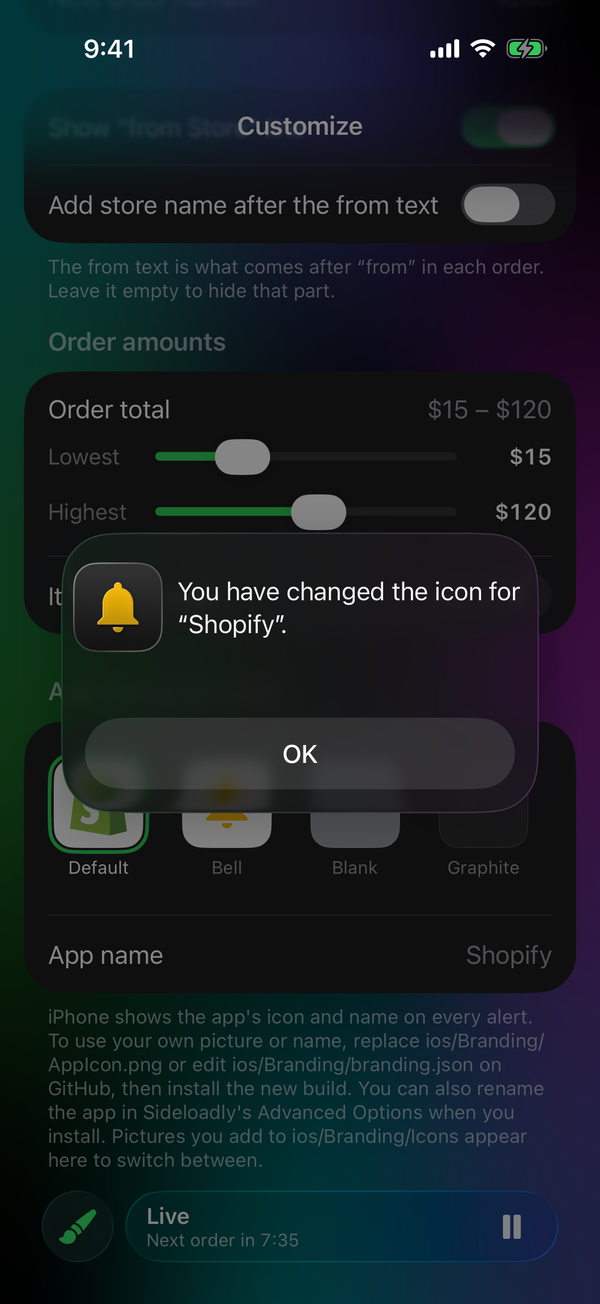 9:41
Customize
Add store name after the from text
The from text is what comes after “from” in each order.
Leave it empty to hide that part.
Order amounts
Order total
$15 – $120
Lowest
$15
Highest
$120
You have changed the icon for
“Shopify”.
OK
Default
Bell
Blank
Graphite
App name
Shopify
iPhone shows the app's icon and name on every alert.
To use your own picture or name, replace ios/Branding/
AppIcon.png or edit ios/Branding/branding.json on
GitHub, then install the new build. You can also rename
the app in Sideloadly's Advanced Options when you
install. Pictures you add to ios/Branding/Icons appear
here to switch between.
Live
Next order in 7:35